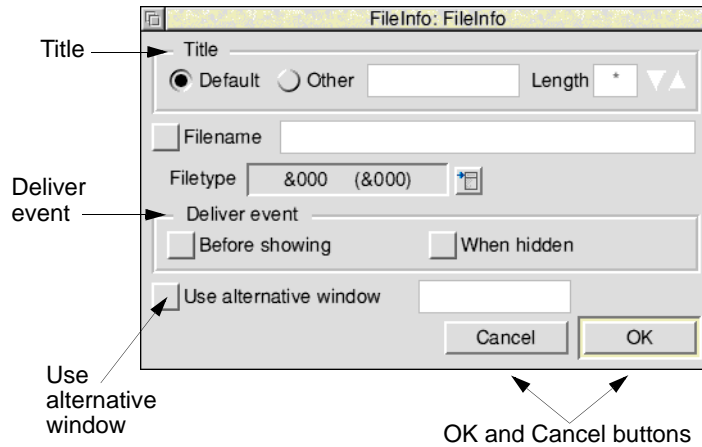 FileInfo: FileInfo
Title
Title
Default Other Length *
Filename
Filetype &000 (&000)
Deliver
event
Deliver event
Before showing When hidden
Use alternative window
Cancel OK
Use
alternative
window
OK and Cancel buttons